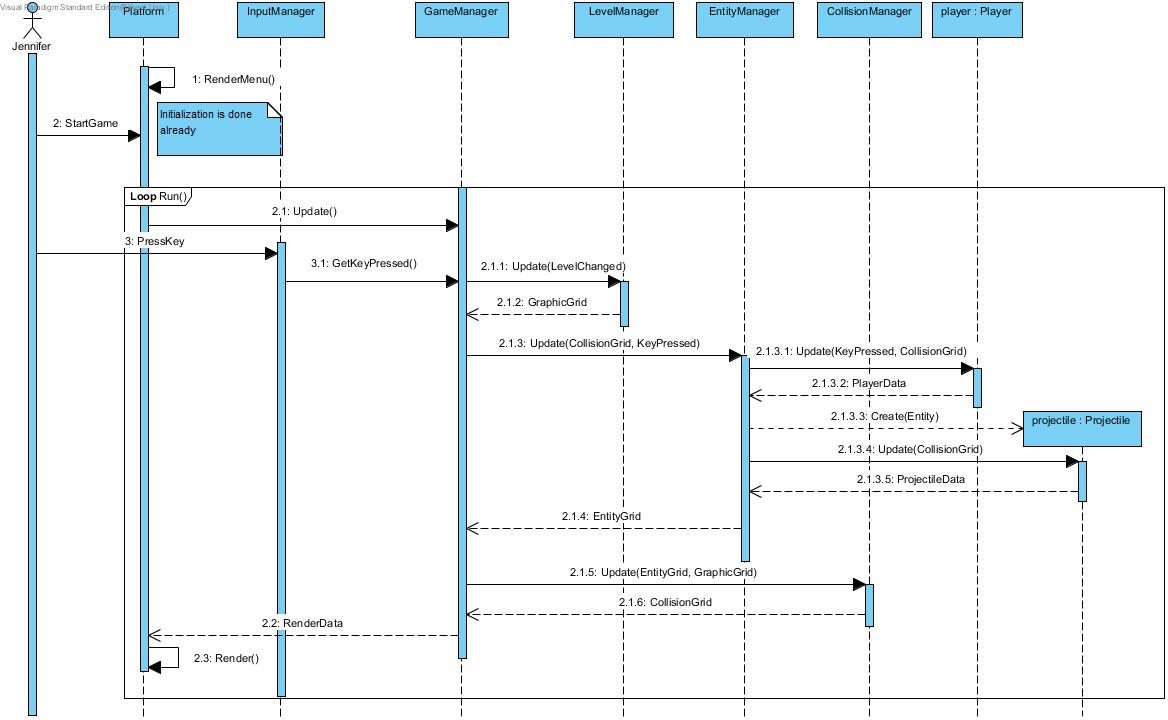 Visual Paradigm Standard Edition
Platform
InputManager
GameManager
LevelManager
EntityManager
CollisionManager
player : Player
Jennifer
1: RenderMenu()
Initialization is done
already
2: StartGame
Loop Run()
2.1: Update()
3: PressKey
3.1: GetKeyPressed()
2.1.1: Update(LevelChanged)
2.1.2: GraphicGrid
2.1.3: Update(CollisionGrid, KeyPressed)
2.1.3.1: Update(KeyPressed, CollisionGrid)
2.1.3.2: PlayerData
2.1.3.3: Create(Entity)
projectile : Projectile
2.1.3.4: Update(CollisionGrid)
2.1.3.5: ProjectileData
2.1.4: EntityGrid
2.1.5: Update(EntityGrid, GraphicGrid)
2.1.6: CollisionGrid
2.2: RenderData
2.3: Render()